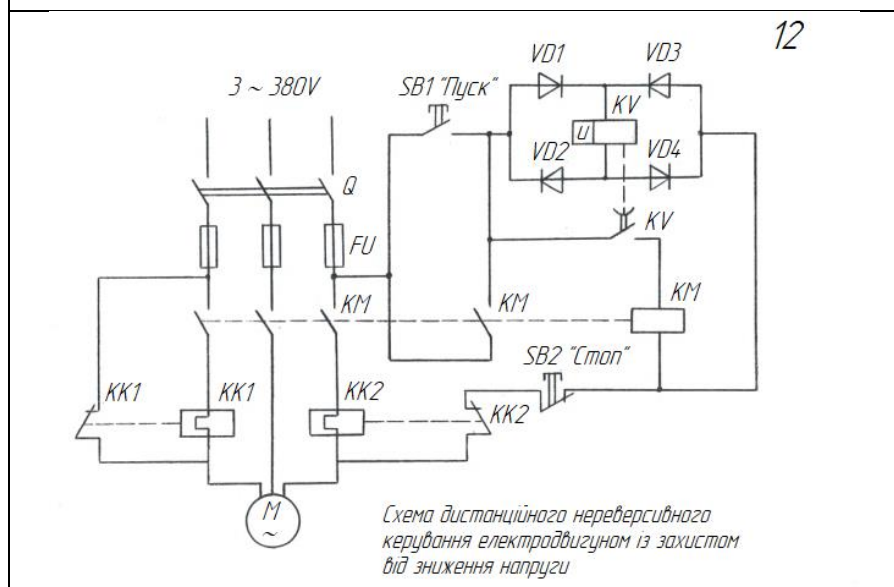 12
3 ~ 380V
SB1 "Пуск"
VD1
VD3
KV
U
VD2
VD4
Q
KV
FU
KM
KM
KM
SB2 "Стоп"
KK1
KK1
KK2
KK2
M
~
Схема дистанційного нереверсивного
керування електродвигуном із захистом
від зниження напруги